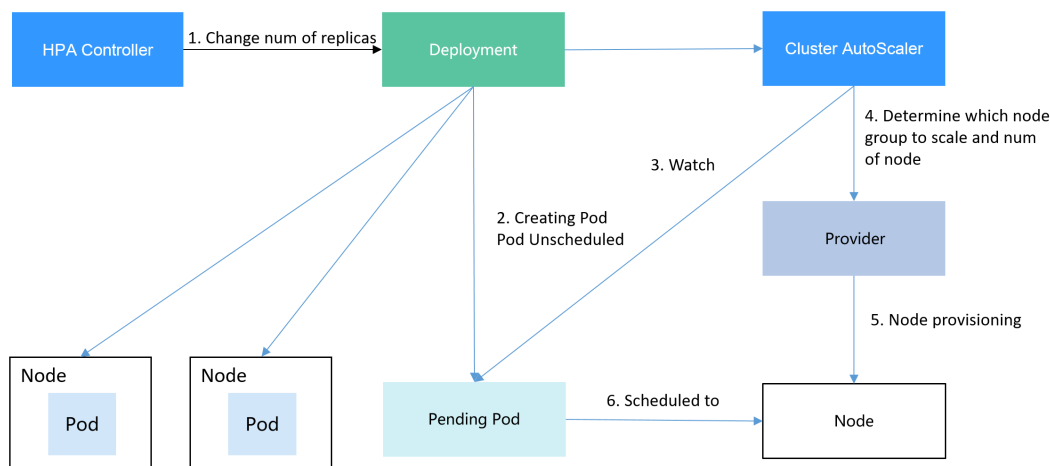 HPA Controller
1. Change num of replicas
Deployment
Cluster AutoScaler
4. Determine which node
group to scale and num
of node
3. Watch
2. Creating Pod
Pod Unscheduled
Provider
5. Node provisioning
Node
Pod
Node
Pod
Pending Pod
6. Scheduled to
Node